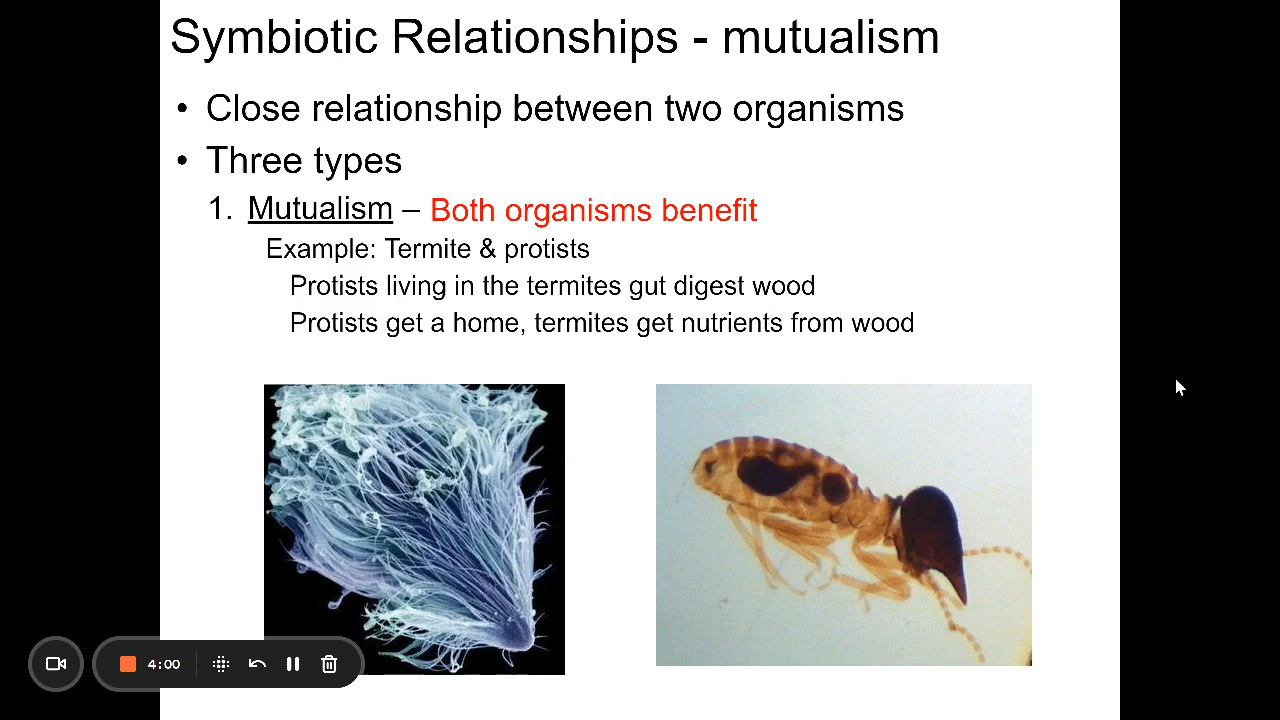 Symbiotic Relationships - mutualism
• Close relationship between two organisms
• Three types
1. Mutualism – Both organisms benefit
Example: Termite & protists
Protists living in the termites gut digest wood
Protists get a home, termites get nutrients from wood
4:00